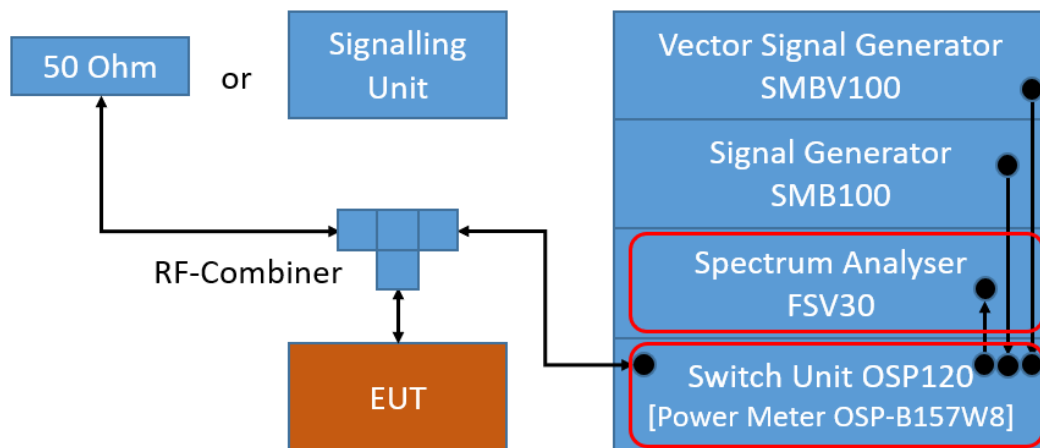 50 Ohm
or
Signalling
Unit
RF-Combiner
EUT
Vector Signal Generator
SMBV100
Signal Generator
SMB100
Spectrum Analyser
FSV30
Switch Unit OSP120
[Power Meter OSP-B157W8]